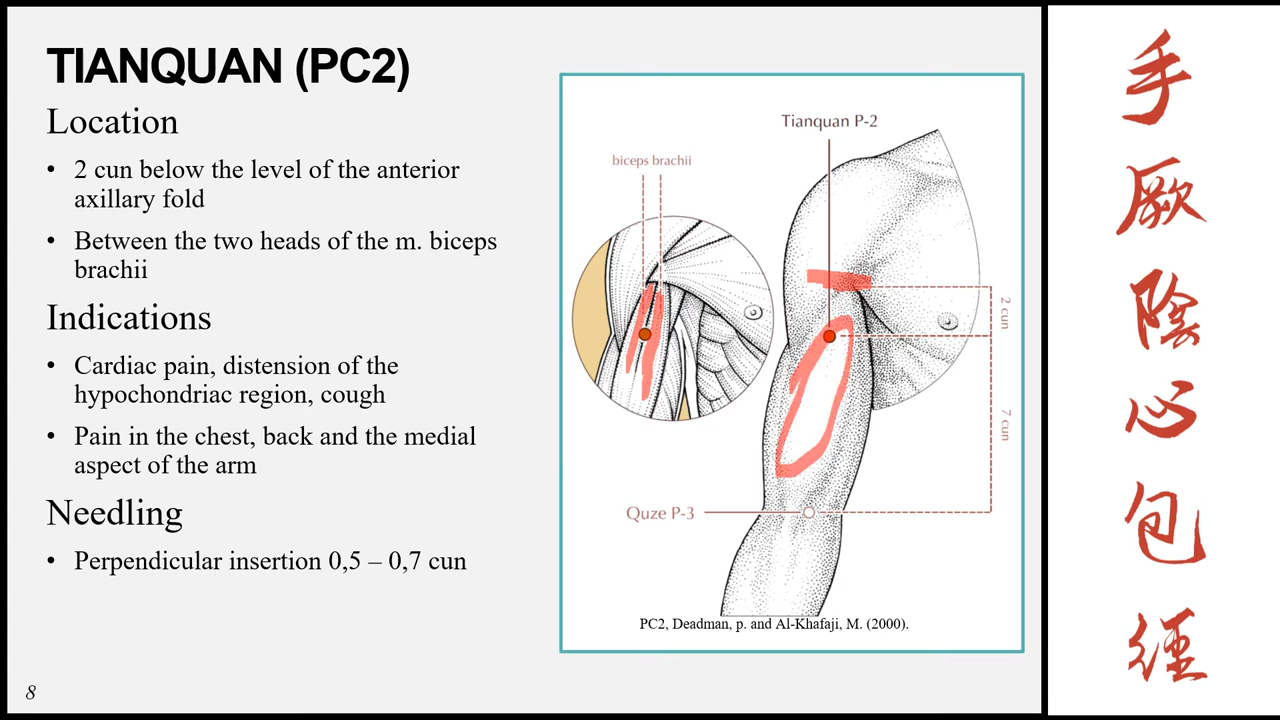 TIANQUAN (PC2)
Location
• 2 cun below the level of the anterior
axillary fold
• Between the two heads of the m. biceps
brachii
Indications
• Cardiac pain, distension of the
hypochondriac region, cough
• Pain in the chest, back and the medial
aspect of the arm
Needling
• Perpendicular insertion 0,5 – 0,7 cun
8
Tianquan P-2
biceps brachii
2 cun
7 cun
Quze P-3
PC2, Deadman, p. and Al-Khafaji, M. (2000).
手
厥
陰
心
包
經